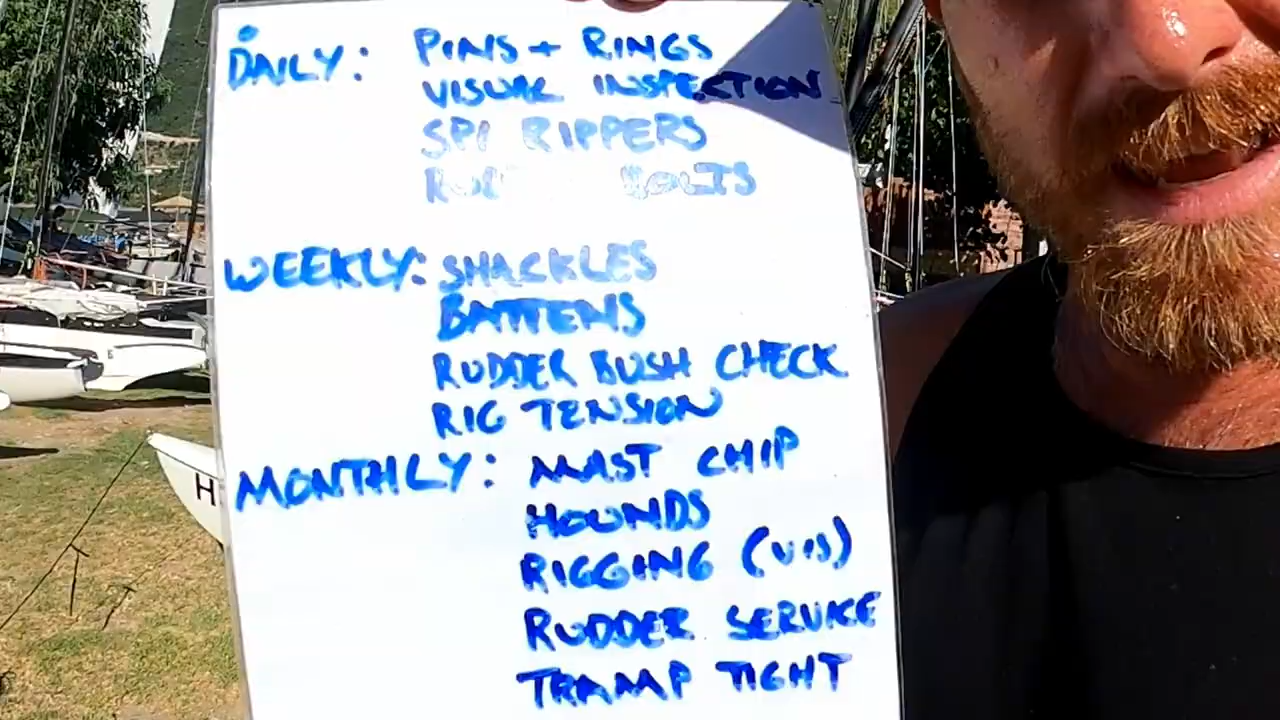 DAILY: PINS + RINGS
VISUAL INSPECTION
SPI RIPPERS
WEEKLY: SHACKLES
BATTENS
RUDDER BUSH CHECK
RIG TENSION
MONTHLY: MAST CHIP
HOUNDS
RIGGING (VIS)
RUDDER SERVICE
TRAMP TIGHT
H